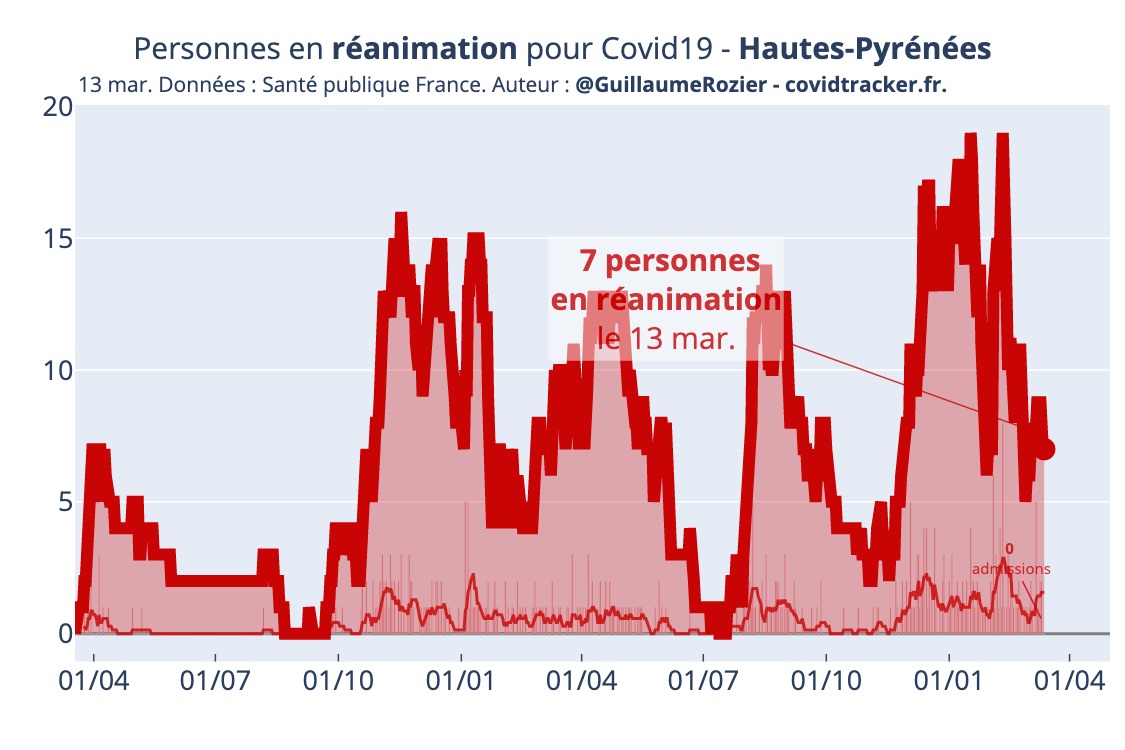 Personnes en réanimation pour Covid19 - Hautes-Pyrénées
13 mar. Données : Santé publique France. Auteur : @GuillaumeRozier - covidtracker.fr.
20
15
10
5
0
7 personnes
en réanimation
le 13 mar.
0
admissions
01/04
01/07
01/10
01/01
01/04
01/07
01/10
01/01
01/04